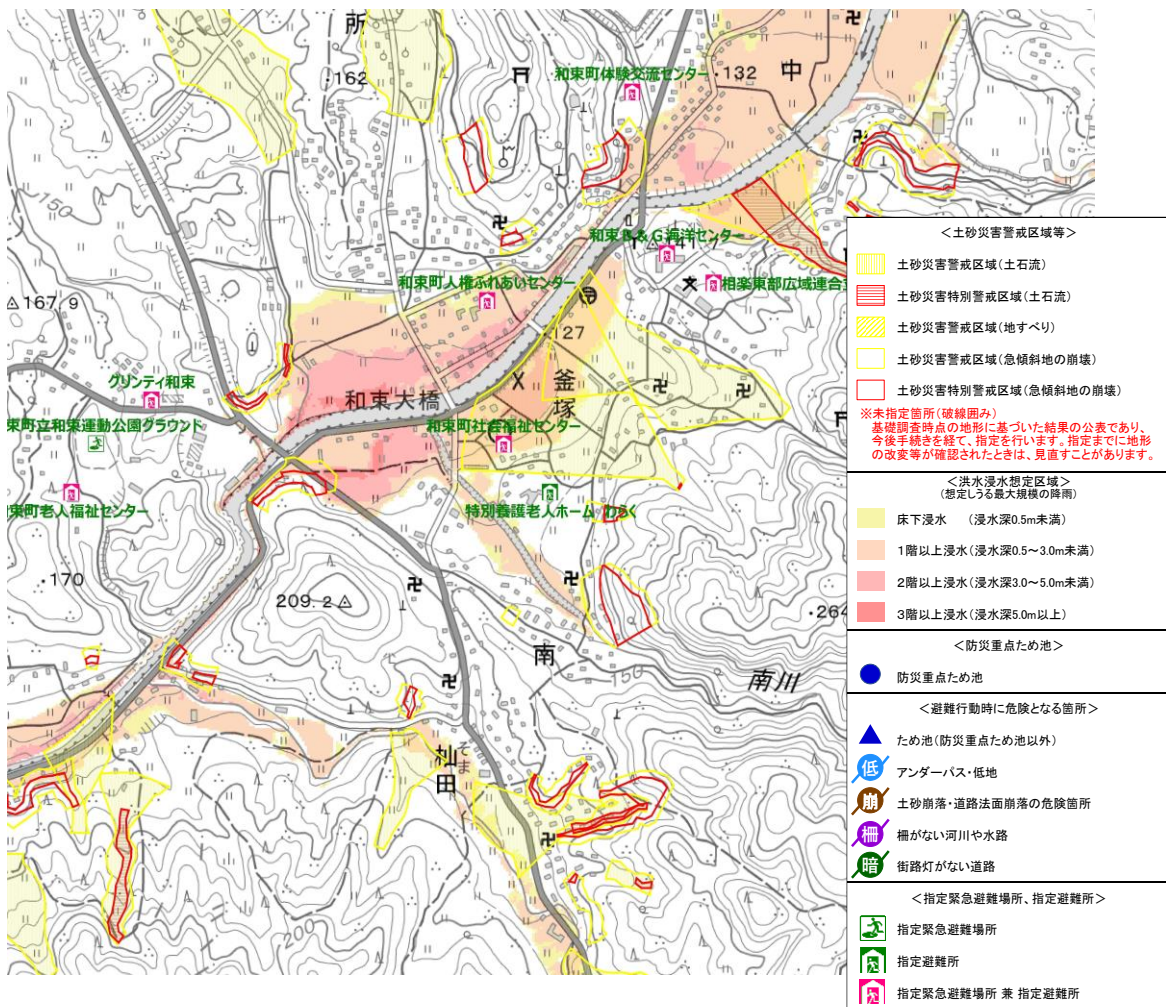 所
・162
和束町体験交流センター
・132
中
150
和束B&G海洋センター
141.7
△167.9
和束町人権ふれあいセンター
相楽東部広域連合立
・127
釜塚
グリンティ和束
和束大橋
束町立和束運動公園グラウンド
和束町社会福祉センター
束町老人福祉センター
特別養護老人ホーム わらく
・170
209.2△
・264
南
150
南川
杣田
そま
200
＜土砂災害警戒区域等＞
土砂災害警戒区域(土石流)
土砂災害特別警戒区域(土石流)
土砂災害警戒区域(地すべり)
土砂災害警戒区域(急傾斜地の崩壊)
土砂災害特別警戒区域(急傾斜地の崩壊)
※未指定箇所(破線囲み)
基礎調査時点の地形に基づいた結果の公表であり、
今後手続きを経て、指定を行います。指定までに地形
の改変等が確認されたときは、見直すことがあります。
＜洪水浸水想定区域＞
(想定しうる最大規模の降雨)
床下浸水　(浸水深0.5m未満)
1階以上浸水(浸水深0.5～3.0m未満)
2階以上浸水(浸水深3.0～5.0m未満)
3階以上浸水(浸水深5.0m以上)
＜防災重点ため池＞
防災重点ため池
＜避難行動時に危険となる箇所＞
ため池(防災重点ため池以外)
低 アンダーパス・低地
崩 土砂崩落・道路法面崩落の危険箇所
柵 柵がない河川や水路
暗 街路灯がない道路
＜指定緊急避難場所、指定避難所＞
指定緊急避難場所
指定避難所
指定緊急避難場所 兼 指定避難所